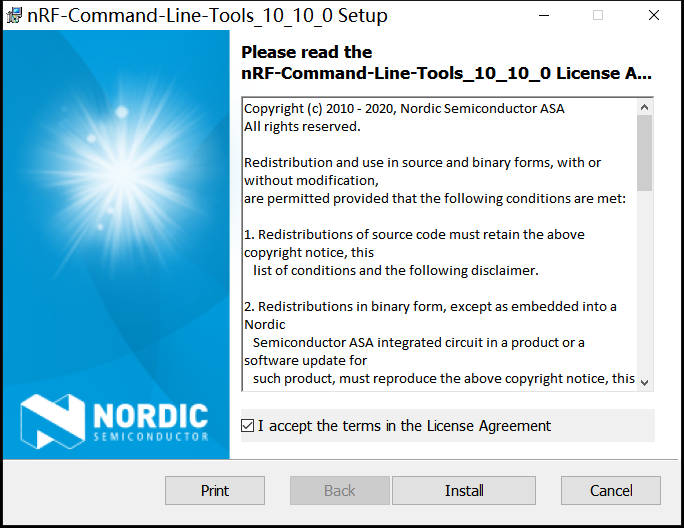 nRF-Command-Line-Tools_10_10_0 Setup
Please read the
nRF-Command-Line-Tools_10_10_0 License A...
Copyright (c) 2010 - 2020, Nordic Semiconductor ASA
All rights reserved.
Redistribution and use in source and binary forms, with or
without modification,
are permitted provided that the following conditions are met:
1. Redistributions of source code must retain the above
copyright notice, this
list of conditions and the following disclaimer.
2. Redistributions in binary form, except as embedded into a
Nordic
Semiconductor ASA integrated circuit in a product or a
software update for
such product, must reproduce the above copyright notice, this
NORDIC
SEMICONDUCTOR
I accept the terms in the License Agreement
Print
Back
Install
Cancel